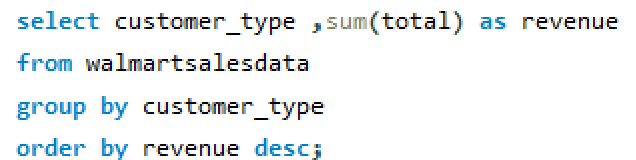 select customer_type ,sum(total) as revenue
from walmartsalesdata
group by customer_type
order by revenue desc;